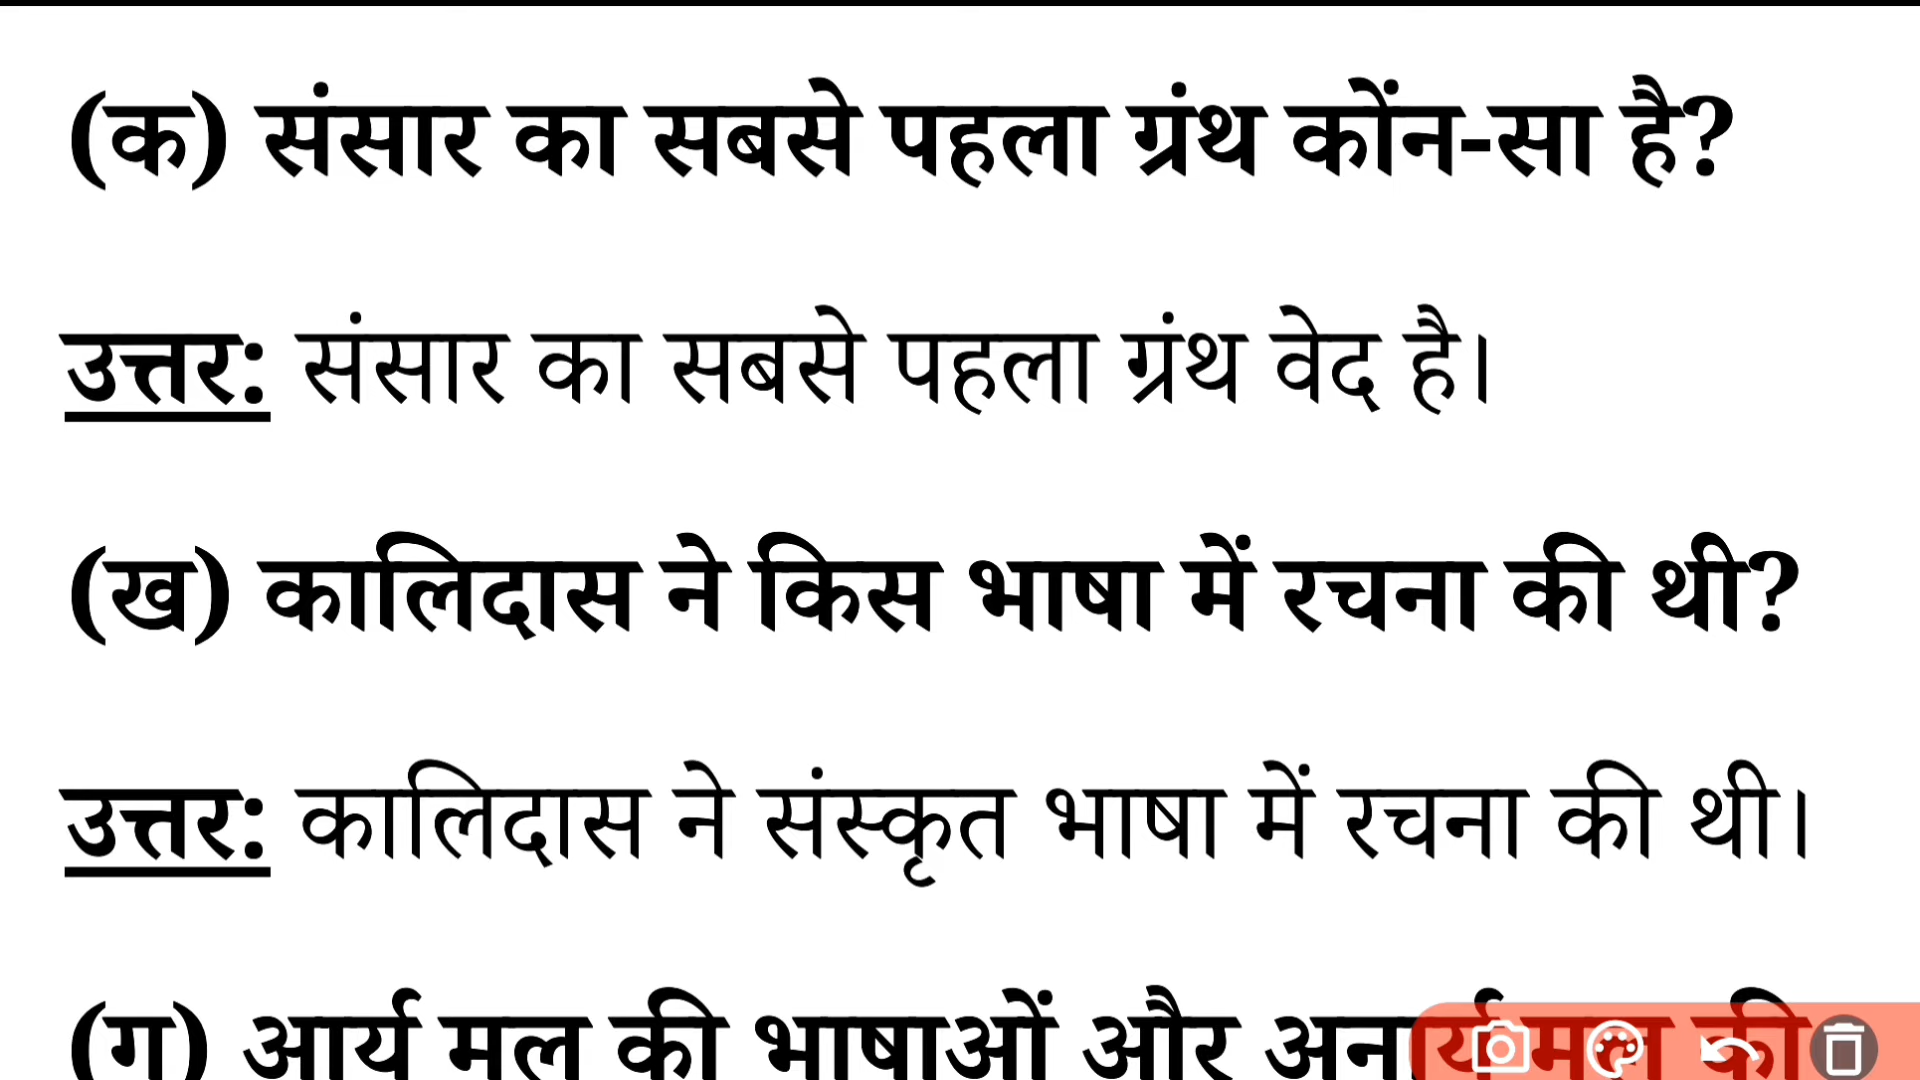 (क) संसार का सबसे पहला ग्रंथ कोंन-सा है?
उत्तर: संसार का सबसे पहला ग्रंथ वेद है।
(ख) कालिदास ने किस भाषा में रचना की थी?
उत्तर: कालिदास ने संस्कृत भाषा में रचना की थी।
(ग) आर्य मूल की भाषाओं और अनार्य मूल की